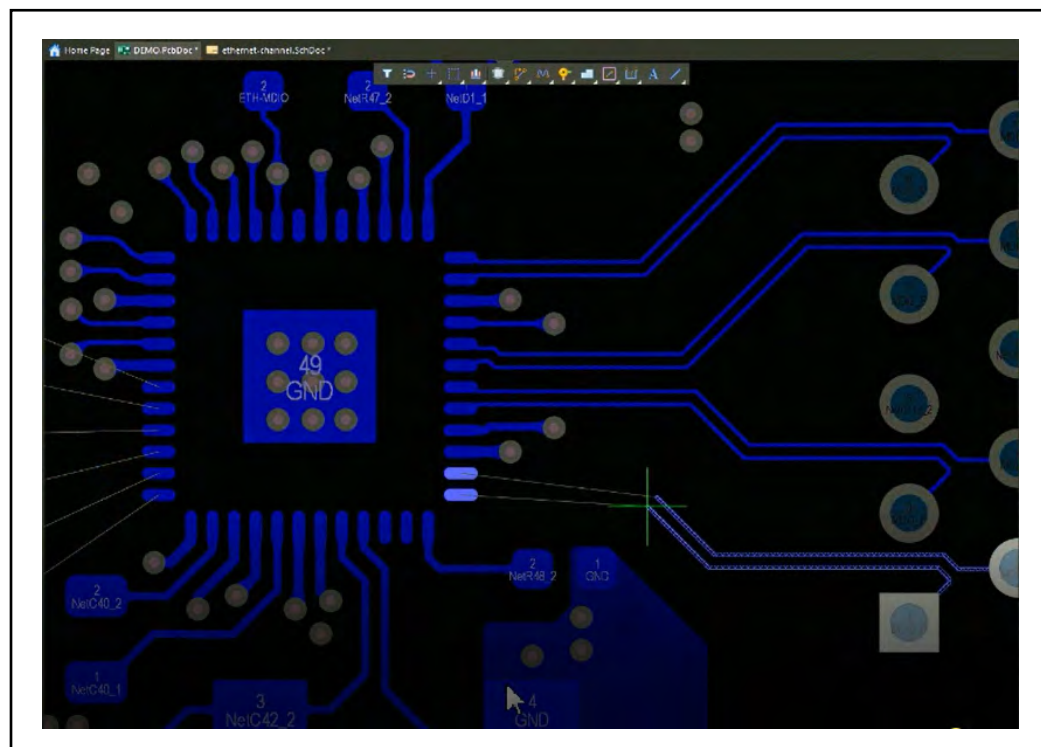 Home Page DEMO.PcbDoc * ethernet-channel.SchDoc *
2
ETH-MDIO
2
NetR47_2
NetD1_1
49
GND
2
NetR48_2
1
GND
2
NetC40_2
1
NetC40_1
3
NetC42_2
4
GND